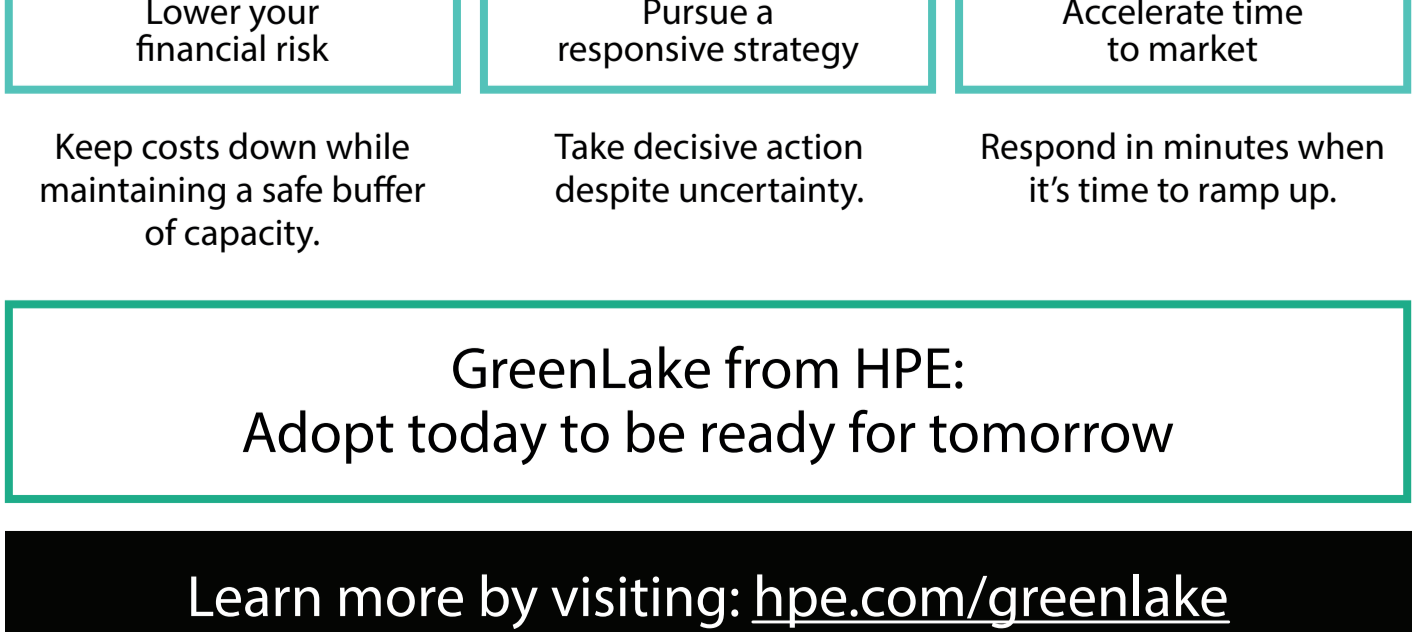 Lower your
financial risk
Pursue a
responsive strategy
Accelerate time
to market
Keep costs down while
maintaining a safe buffer
of capacity.
Take decisive action
despite uncertainty.
Respond in minutes when
it’s time to ramp up.
GreenLake from HPE:
Adopt today to be ready for tomorrow
Learn more by visiting: hpe.com/greenlake